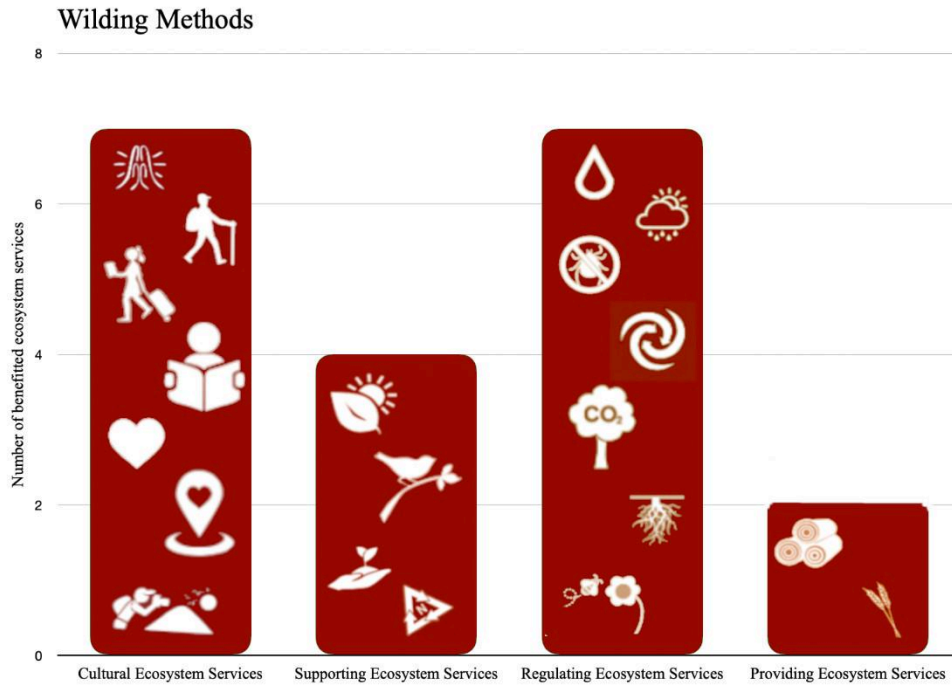 Wilding Methods
Number of benefitted ecosystem services
8
6
4
2
0
CO₂
N
Cultural Ecosystem Services
Supporting Ecosystem Services
Regulating Ecosystem Services
Providing Ecosystem Services